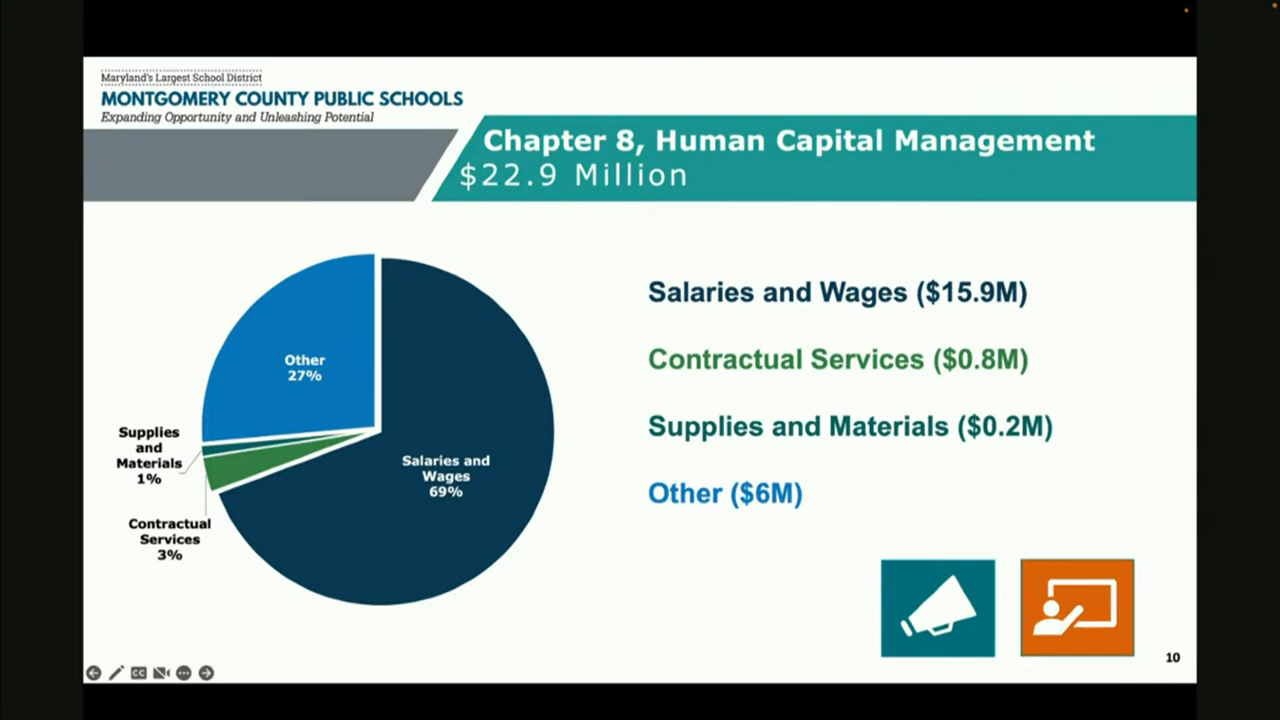 Maryland's Largest School District
MONTGOMERY COUNTY PUBLIC SCHOOLS
Expanding Opportunity and Unleashing Potential
Chapter 8, Human Capital Management
$22.9 Million
Other
27%
Supplies
and
Materials
1%
Contractual
Services
3%
Salaries and
Wages
69%
Salaries and Wages ($15.9M)
Contractual Services ($0.8M)
Supplies and Materials ($0.2M)
Other ($6M)
CC
10